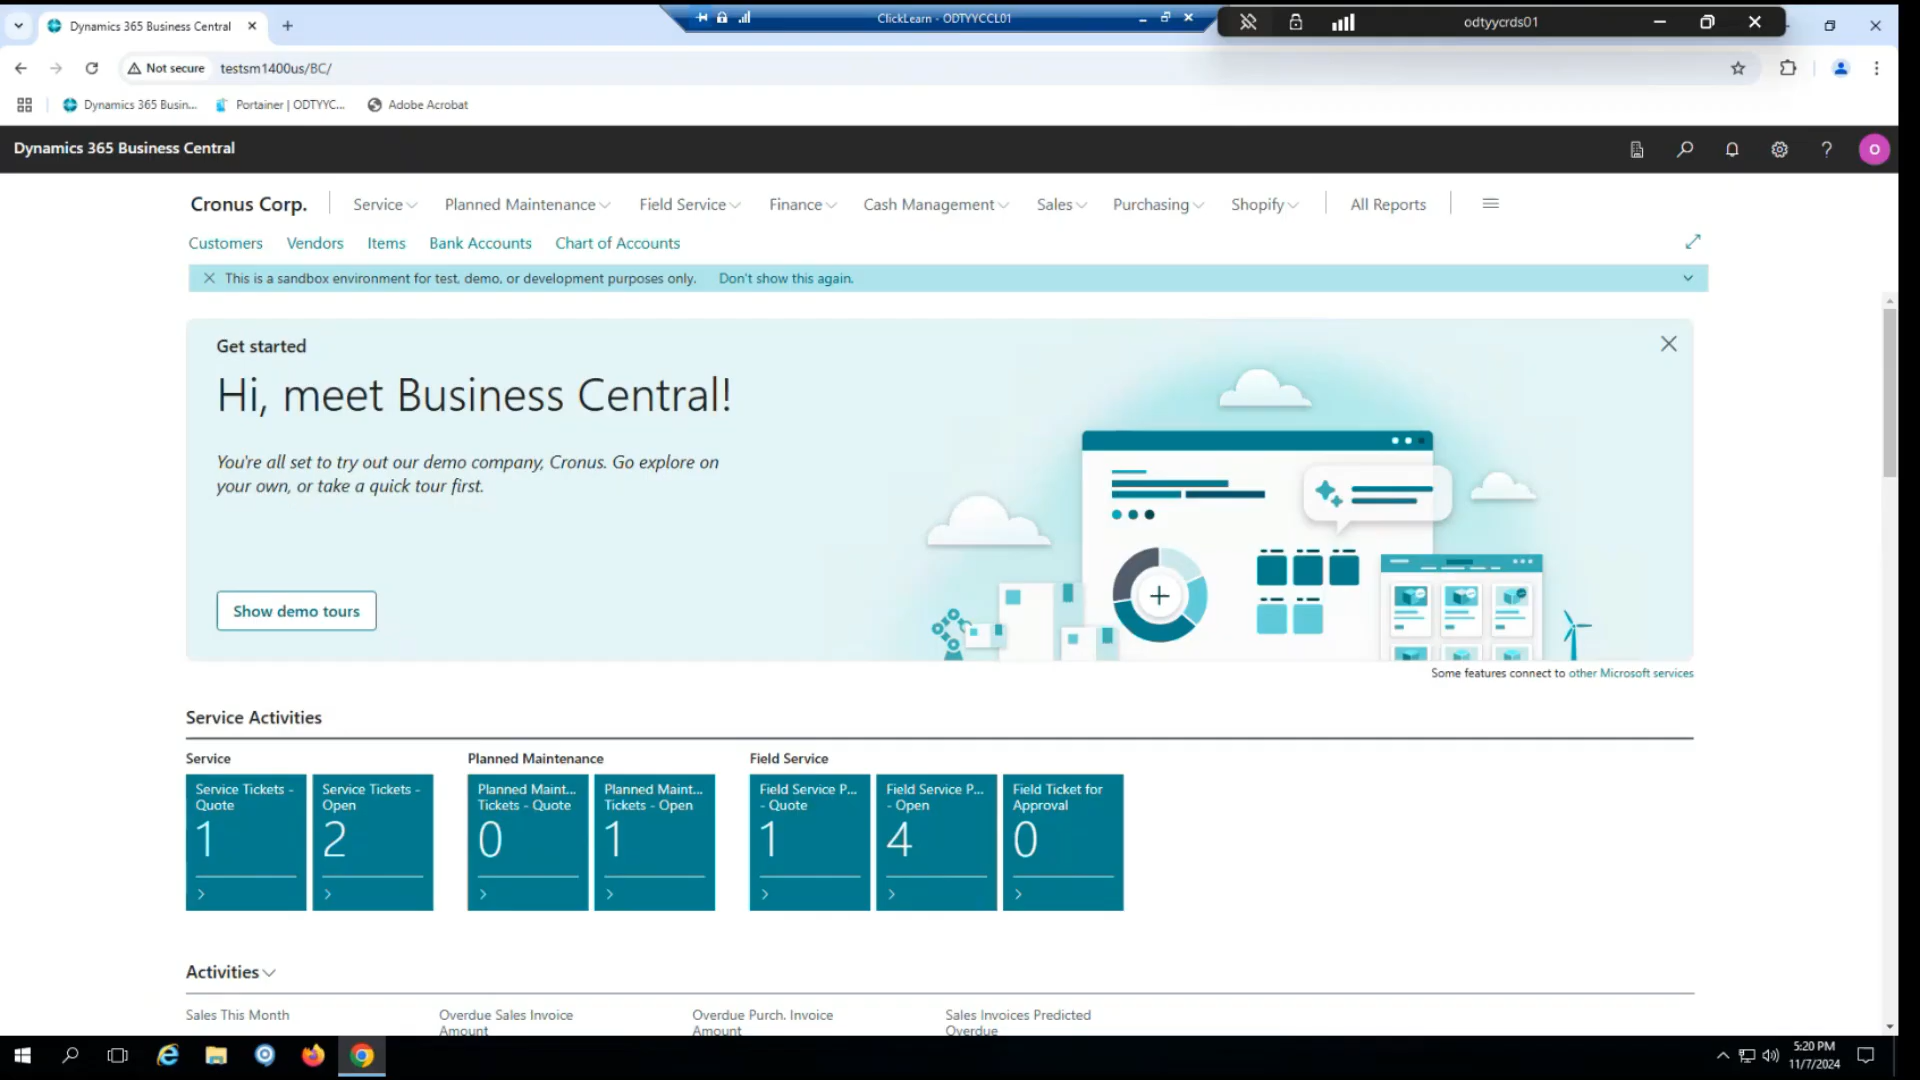 Dynamics 365 Business Central
ClickLearn - ODTYYCCL01
odtyycrds01
Not secure
testsm1400us/BC/
Dynamics 365 Busin...
Portainer | ODTYYC...
Adobe Acrobat
Dynamics 365 Business Central
O
Cronus Corp.
Service
Planned Maintenance
Field Service
Finance
Cash Management
Sales
Purchasing
Shopify
All Reports
Customers
Vendors
Items
Bank Accounts
Chart of Accounts
This is a sandbox environment for test, demo, or development purposes only.
Don't show this again.
Get started
Hi, meet Business Central!
You're all set to try out our demo company, Cronus. Go explore on
your own, or take a quick tour first.
Show demo tours
Some features connect to other Microsoft services
Service Activities
Service
Planned Maintenance
Field Service
Service Tickets -
Quote
1
Service Tickets -
Open
2
Planned Maint...
Tickets - Quote
0
Planned Maint...
Tickets - Open
1
Field Service P...
- Quote
1
Field Service P...
- Open
4
Field Ticket for
Approval
0
Activities
Sales This Month
Overdue Sales Invoice
Amount
Overdue Purch. Invoice
Amount
Sales Invoices Predicted
Overdue
5:20 PM
11/7/2024